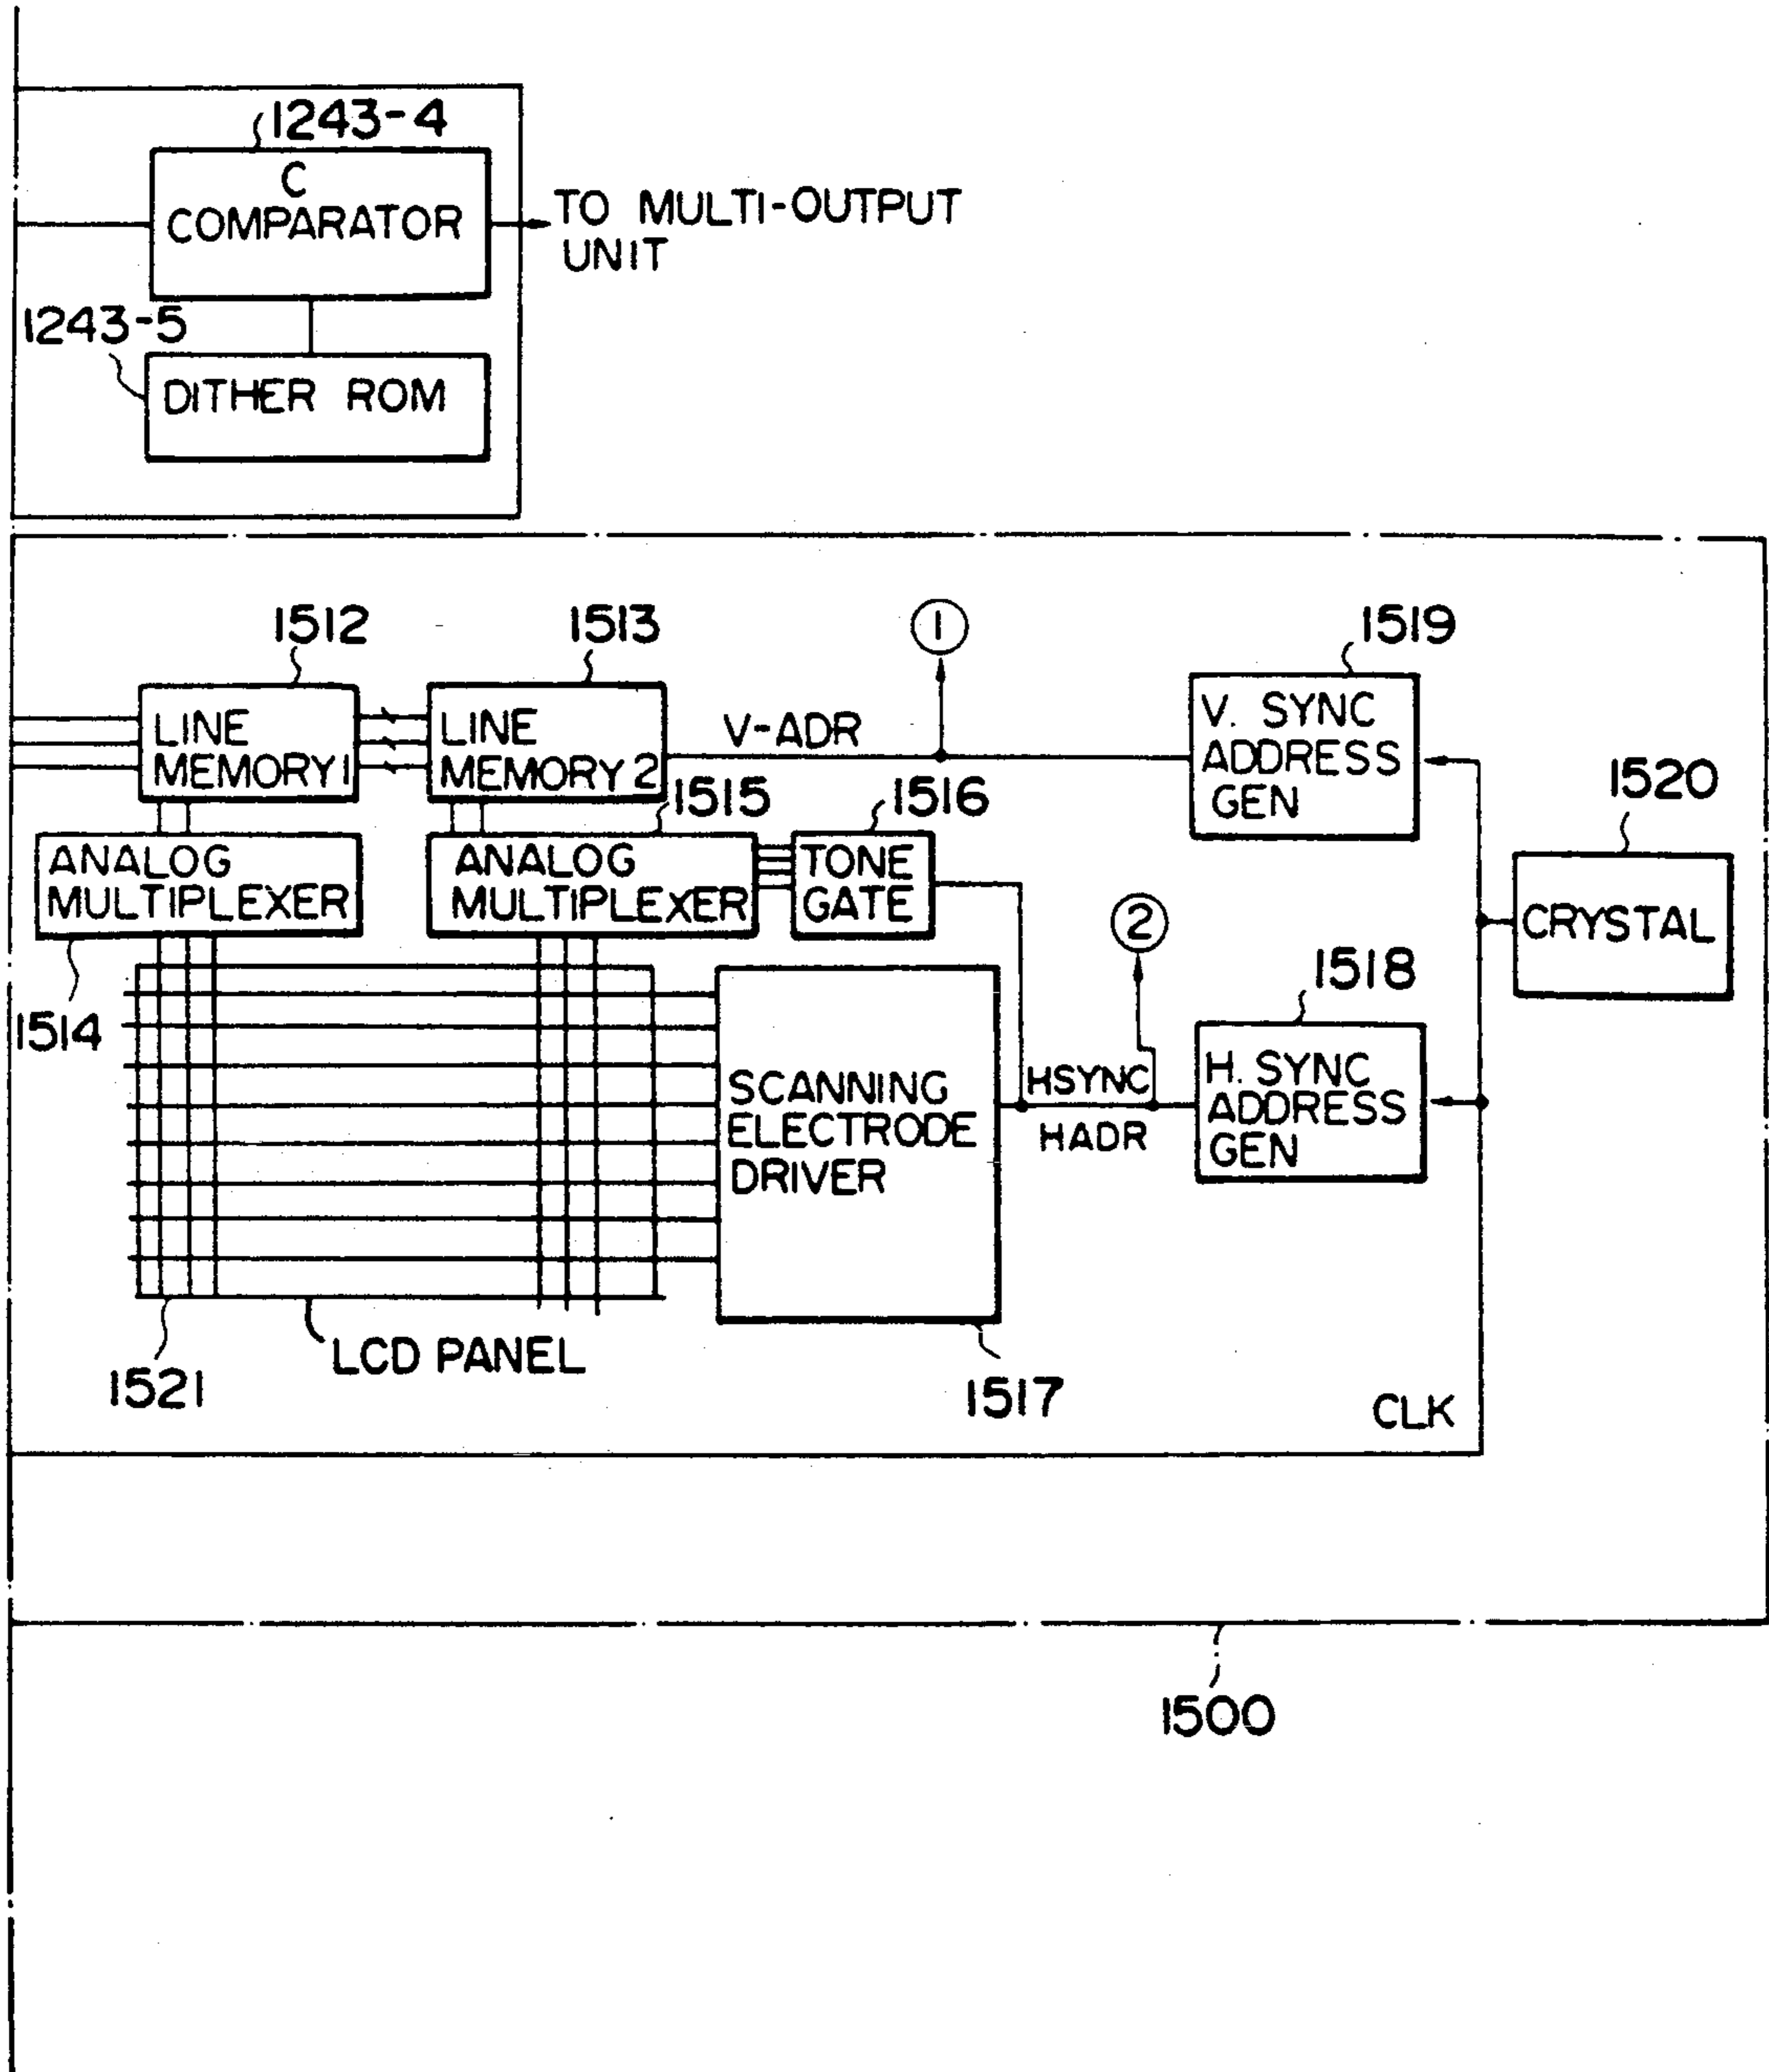 1243-4
C
COMPARATOR
TO MULTI-OUTPUT
UNIT
1243-5
DITHER ROM
1512
1513
1
1519
LINE
MEMORY 1
LINE
MEMORY 2
V-ADR
V. SYNC
ADDRESS
GEN
1520
1515
1516
ANALOG
MULTIPLEXER
ANALOG
MULTIPLEXER
TONE
GATE
2
CRYSTAL
1514
1518
SCANNING
ELECTRODE
DRIVER
HSYNC
HADR
H. SYNC
ADDRESS
GEN
LCD PANEL
1521
1517
CLK
1500